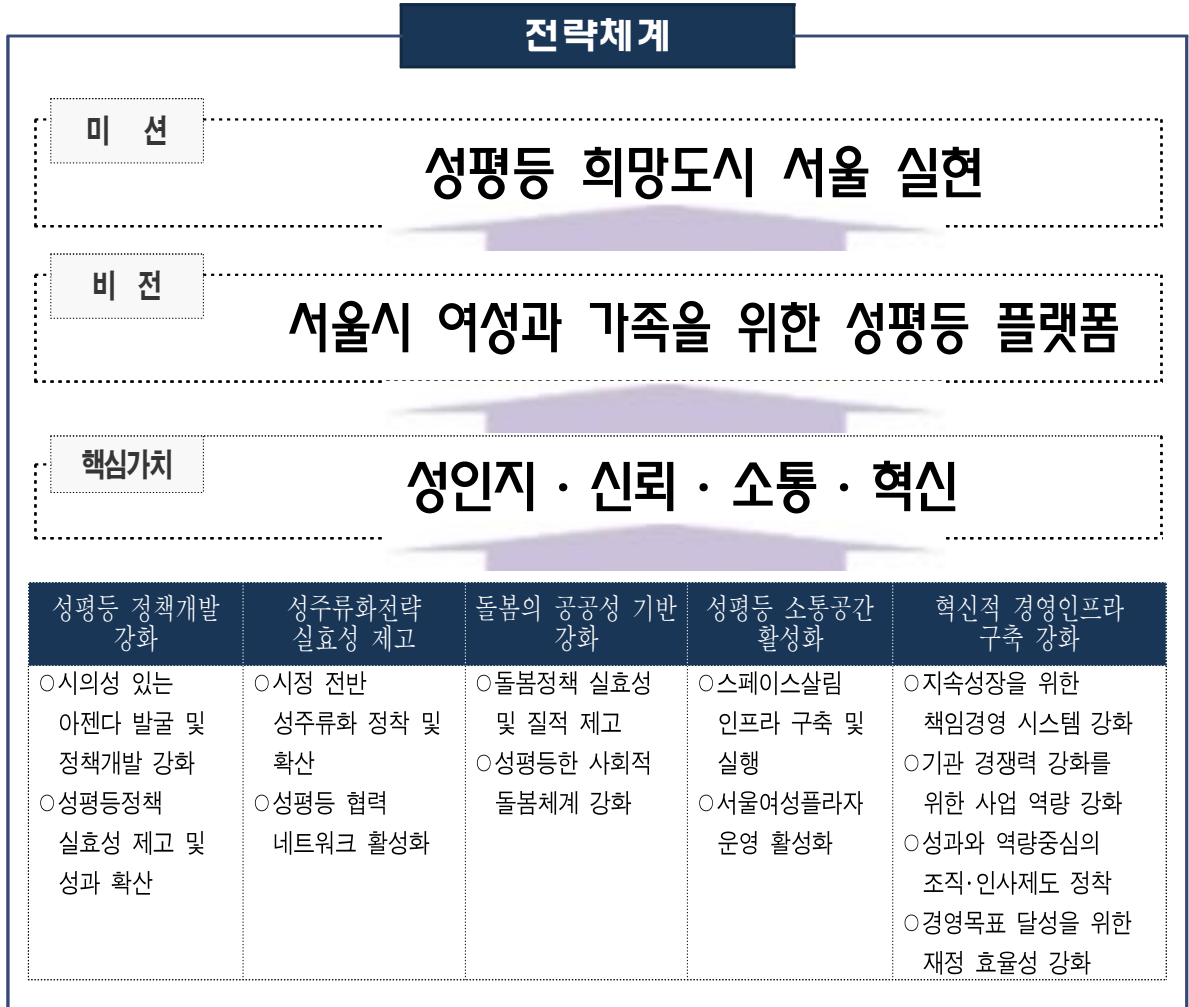 전략체계
미 션
성평등 희망도시 서울 실현
비 전
서울시 여성과 가족을 위한 성평등 플랫폼
핵심가치
성인지 · 신뢰 · 소통 · 혁신
성평등 정책개발
강화
○시의성 있는
아젠다 발굴 및
정책개발 강화
○성평등정책
실효성 제고 및
성과 확산
성주류화전략
실효성 제고
○시정 전반
성주류화 정착 및
확산
○성평등 협력
네트워크 활성화
돌봄의 공공성 기반
강화
○돌봄정책 실효성
및 질적 제고
○성평등한 사회적
돌봄체계 강화
성평등 소통공간
활성화
○스페이스살림
인프라 구축 및
실행
○서울여성플라자
운영 활성화
혁신적 경영인프라
구축 강화
○지속성장을 위한
책임경영 시스템 강화
○기관 경쟁력 강화를
위한 사업 역량 강화
○성과와 역량중심의
조직·인사제도 정착
○경영목표 달성을 위한
재정 효율성 강화